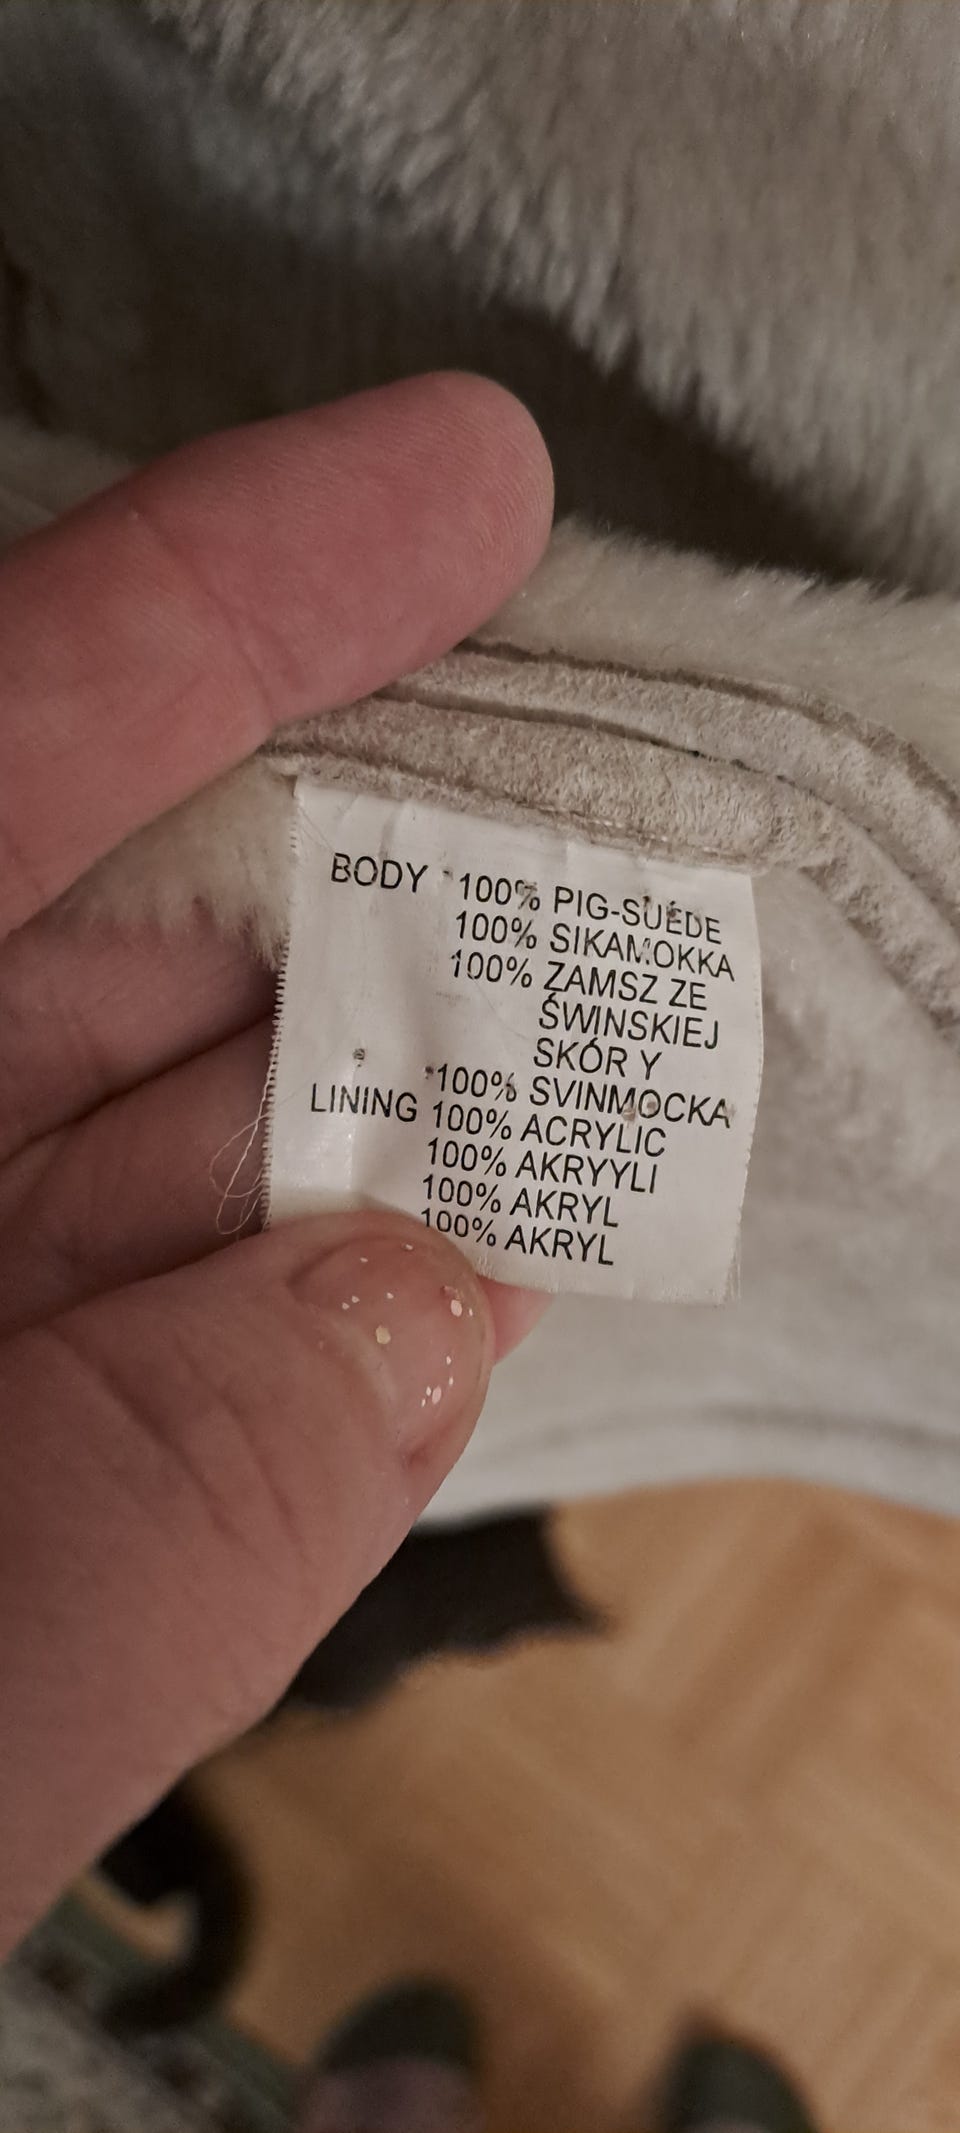 BODY 100% PIG-SUEDE
100% SIKAMOKKA
100% ZAMSZ ZE
ŚWINSKIEJ
SKÓR Y
100% SVINMOCKA
LINING 100% ACRYLIC
100% AKRYYLI
100% AKRYL
100% AKRYL